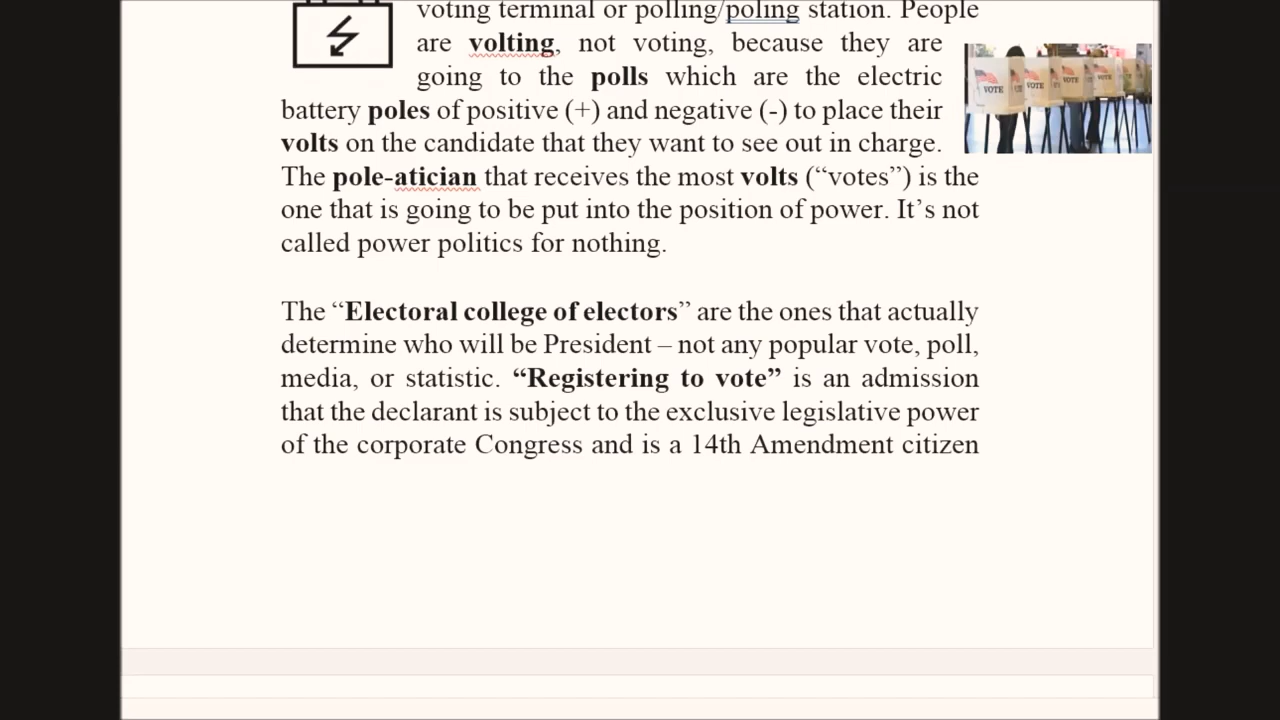 voting terminal or polling/poling station. People
are volting, not voting, because they are
going to the polls which are the electric
battery poles of positive (+) and negative (-) to place their
volts on the candidate that they want to see out in charge.
The pole-atician that receives the most volts (“votes”) is the
one that is going to be put into the position of power. It’s not
called power politics for nothing.
The “Electoral college of electors” are the ones that actually
determine who will be President – not any popular vote, poll,
media, or statistic. “Registering to vote” is an admission
that the declarant is subject to the exclusive legislative power
of the corporate Congress and is a 14th Amendment citizen
VOTE
VOTE
VOTE
VOTE